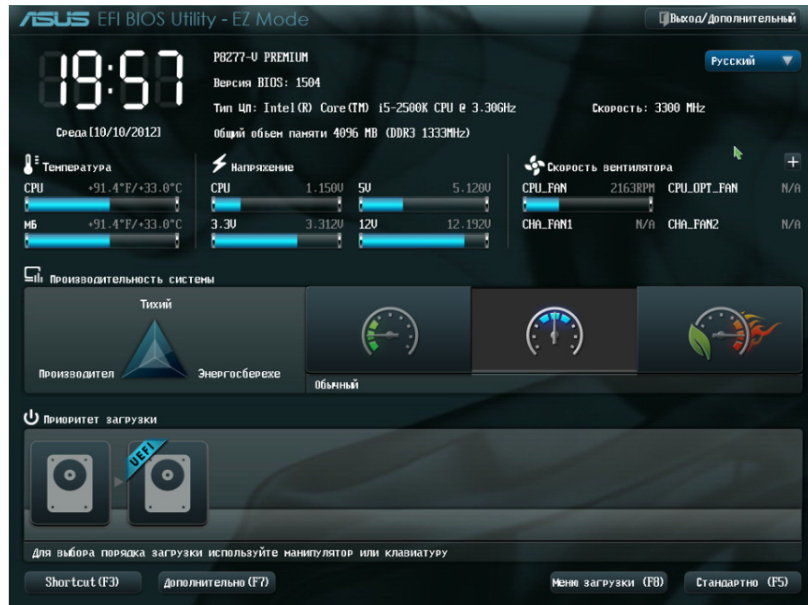 ASUS EFI BIOS Utility - EZ Mode
Выход/Дополнительный
19:57
Среда[10/10/2012]
P8Z77-V PREMIUM
Версия BIOS: 1504
Тип ЦП: Intel(R) Core(TM) i5-2500K CPU @ 3.30GHz
Скорость: 3300 MHz
Общий объем памяти 4096 MB (DDR3 1333MHz)
Русский
Температура
CPU +91.4°F/+33.0°C
МБ +91.4°F/+33.0°C
Напряжение
CPU 1.150V 5V 5.120V
3.3V 3.312V 12V 12.192V
Скорость вентилятора
CPU_FAN 2163RPM CPU_OPT_FAN N/A
CHA_FAN1 N/A CHA_FAN2 N/A
Производительность системы
Тихий
Производител
Энергосбереже
Обычный
Приоритет загрузки
UEFI
Для выбора порядка загрузки используйте манипулятор или клавиатуру
Shortcut(F3)
Дополнительно(F7)
Меню загрузки (F8)
Стандартно (F5)